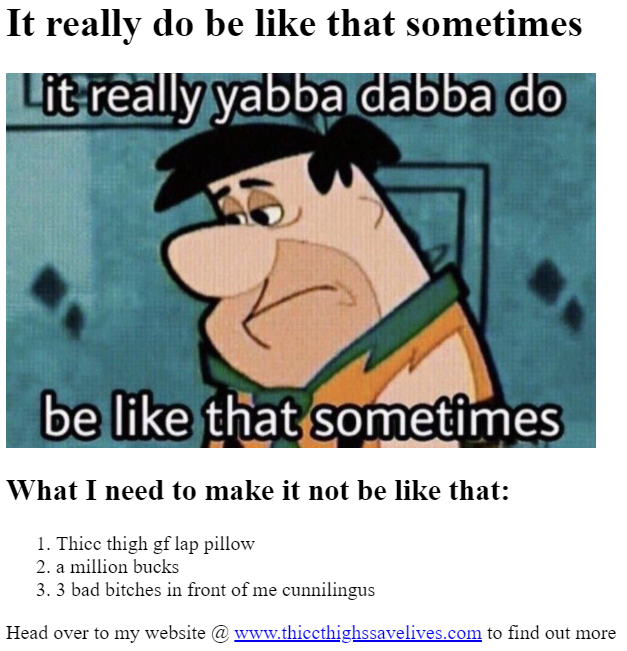 It really do be like that sometimes
it really yabba dabba do
be like that sometimes
What I need to make it not be like that:
1. Thicc thigh gf lap pillow
2. a million bucks
3. 3 bad bitches in front of me cunnilingus
Head over to my website @ www.thiccthighssavelives.com to find out more